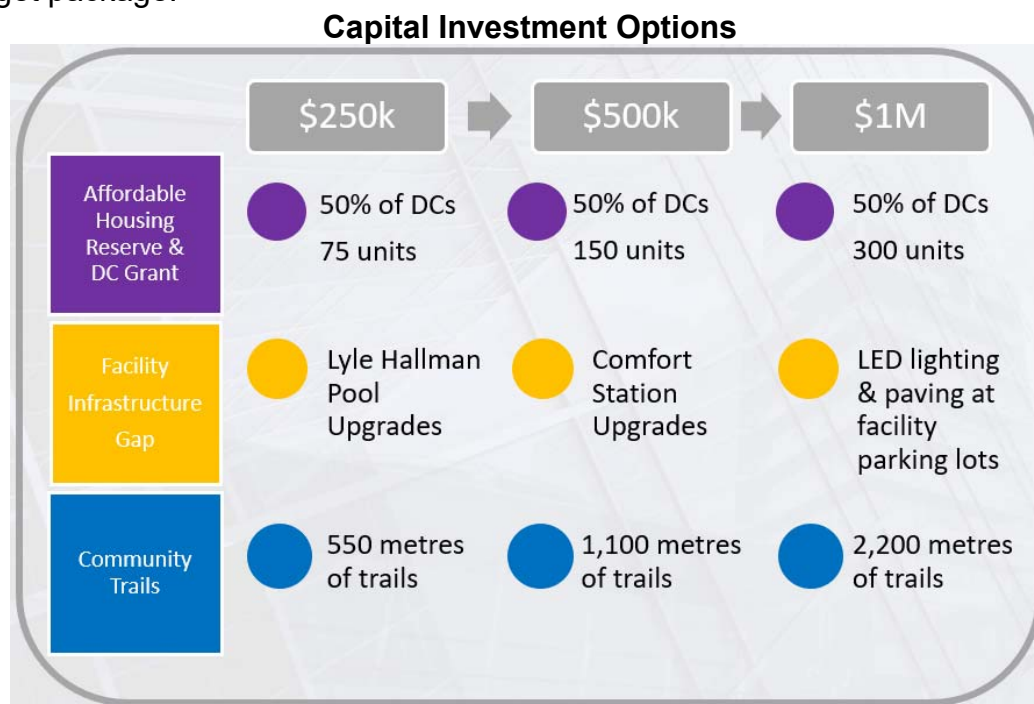 get package.
Capital Investment Options
$250k
$500k
$1M
Affordable
Housing
Reserve &
DC Grant
50% of DCs
75 units
50% of DCs
150 units
50% of DCs
300 units
Facility
Infrastructure
Gap
Lyle Hallman
Pool
Upgrades
Comfort
Station
Upgrades
LED lighting
& paving at
facility
parking lots
Community
Trails
550 metres
of trails
1,100 metres
of trails
2,200 metres
of trails